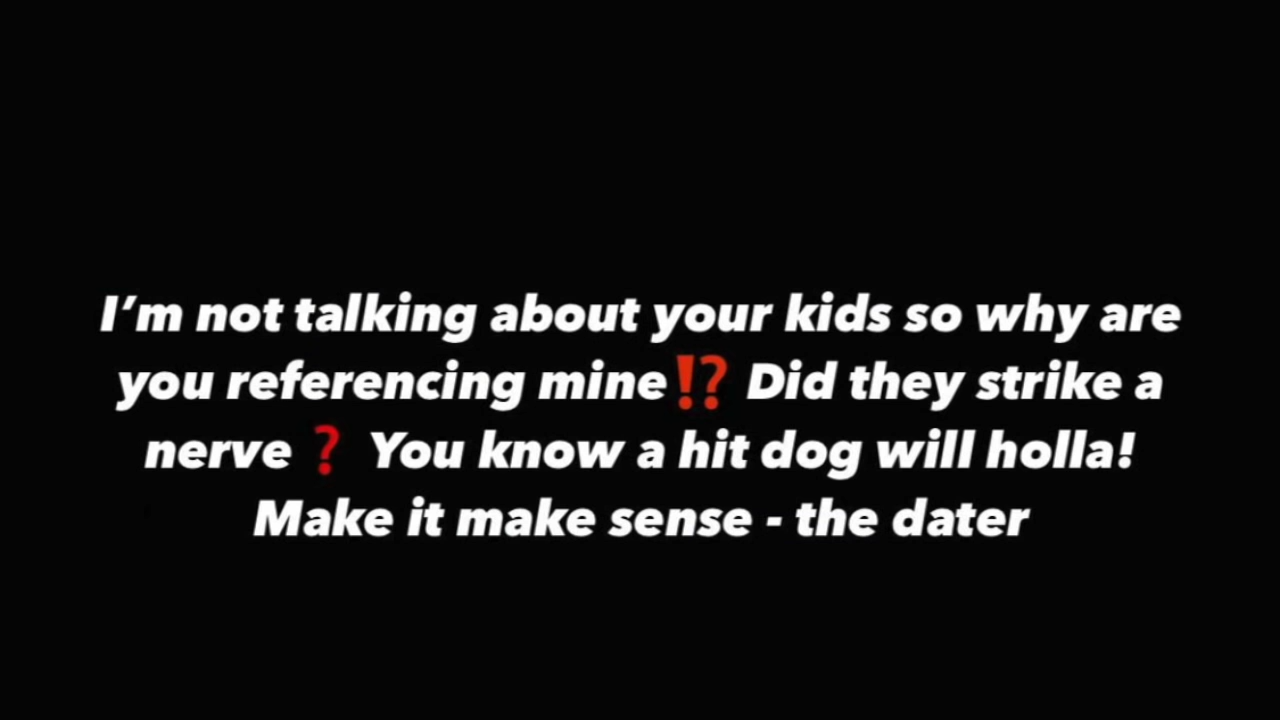 I’m not talking about your kids so why are
you referencing mine⁉️ Did they strike a
nerve❓ You know a hit dog will holla!
Make it make sense - the dater